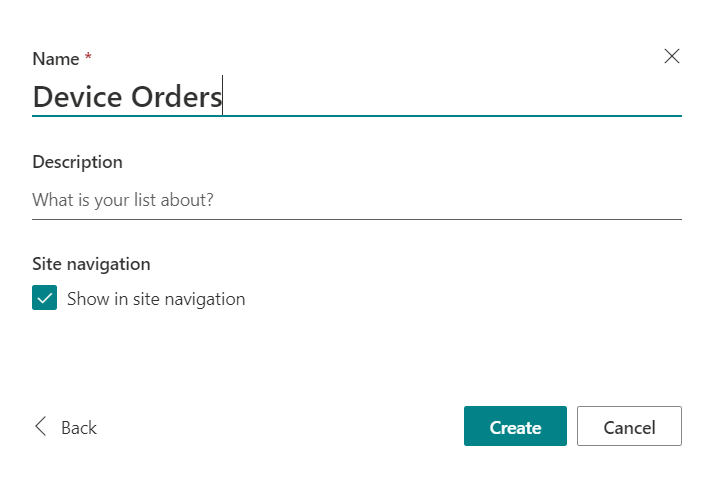 Name *
Device Orders
Description
What is your list about?
Site navigation
Show in site navigation
Back
Create
Cancel